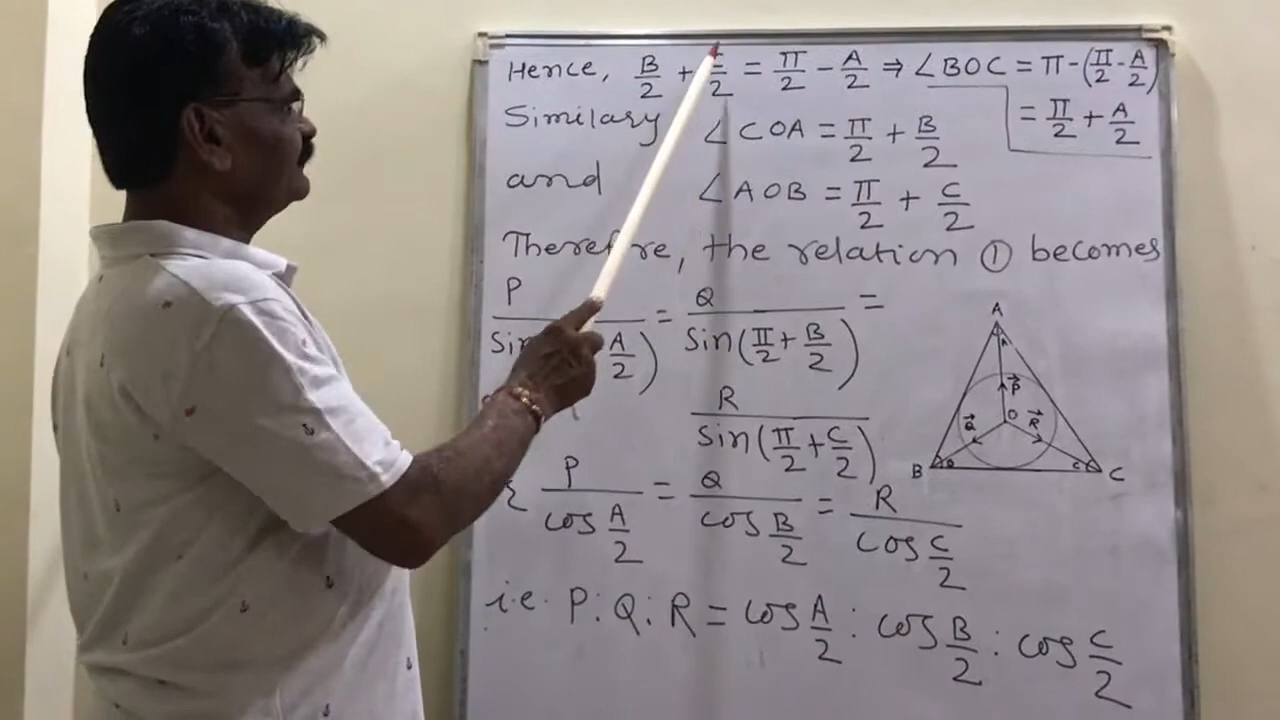 Hence, B/2 + /2 = π/2 - A/2 ⇒ ∠BOC = π-(π/2 - A/2)
= π/2 + A/2
Similary ∠COA = π/2 + B/2
and ∠AOB = π/2 + C/2
Therefore, the relation ① becomes
P/Sin( A/2) = Q/Sin(π/2 + B/2) =
R/Sin(π/2 + C/2)
P/cos A/2 = Q/cos B/2 = R/cos C/2
i.e. P : Q : R = cos A/2 : cos B/2 : cos C/2
A
A
P⃗
O
Q⃗ R⃗
B C
B C